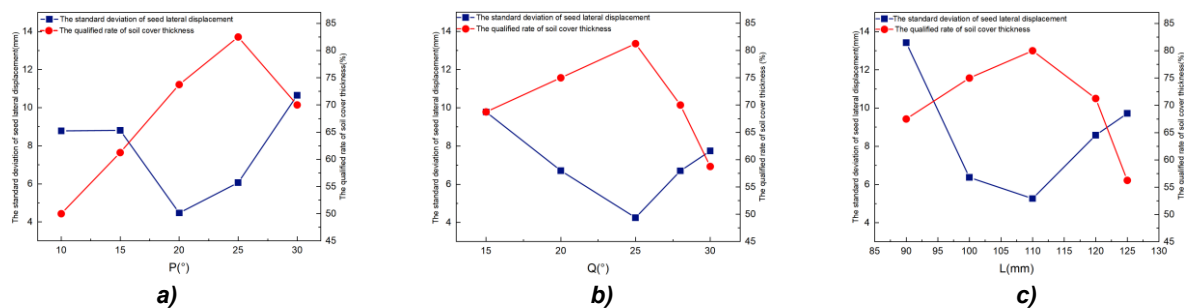 The standard deviation of seed lateral displacement
The qualified rate of soil cover thickness
The standard deviation of seed lateral displacement(mm)
14
12
10
8
6
4
85
80
75
70
65
60
55
50
45
The qualified rate of soil cover thickness(%)
10 15 20 25 30
P(°)
a)
The standard deviation of seed lateral displacement
The qualified rate of soil cover thickness
The standard deviation of seed lateral displacement(mm)
14
12
10
8
6
4
85
80
75
70
65
60
55
50
45
The qualified rate of soil cover thickness(%)
15 20 25 30
Q(°)
b)
The standard deviation of seed lateral displacement
The qualified rate of soil cover thickness
The standard deviation of seed lateral displacement(mm)
14
12
10
8
6
4
85
80
75
70
65
60
55
50
45
The qualified rate of soil cover thickness(%)
85 90 95 100 105 110 115 120 125 130
L(mm)
c)